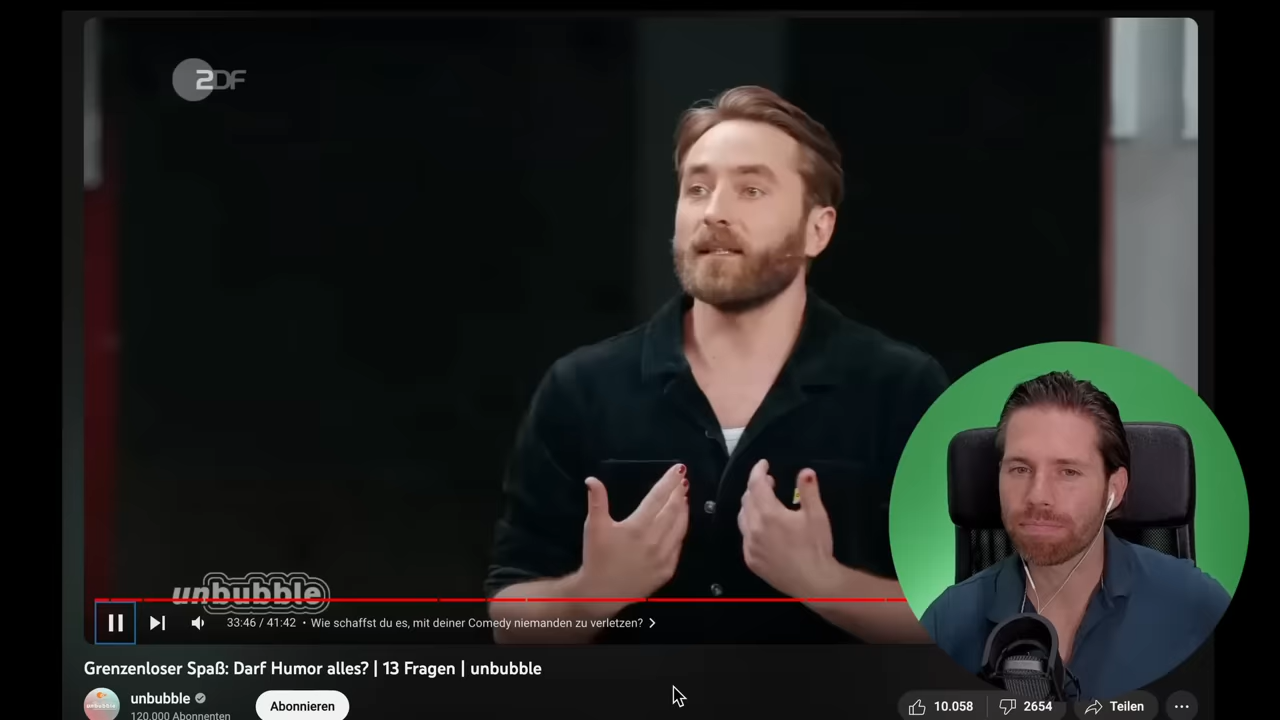 ZDF
unbubble
33:46 / 41:42 • Wie schaffst du es, mit deiner Comedy niemanden zu verletzen?
Grenzenloser Spaß: Darf Humor alles? | 13 Fragen | unbubble
unbubble
120.000 Abonnenten
Abonnieren
10.058
2654
Teilen